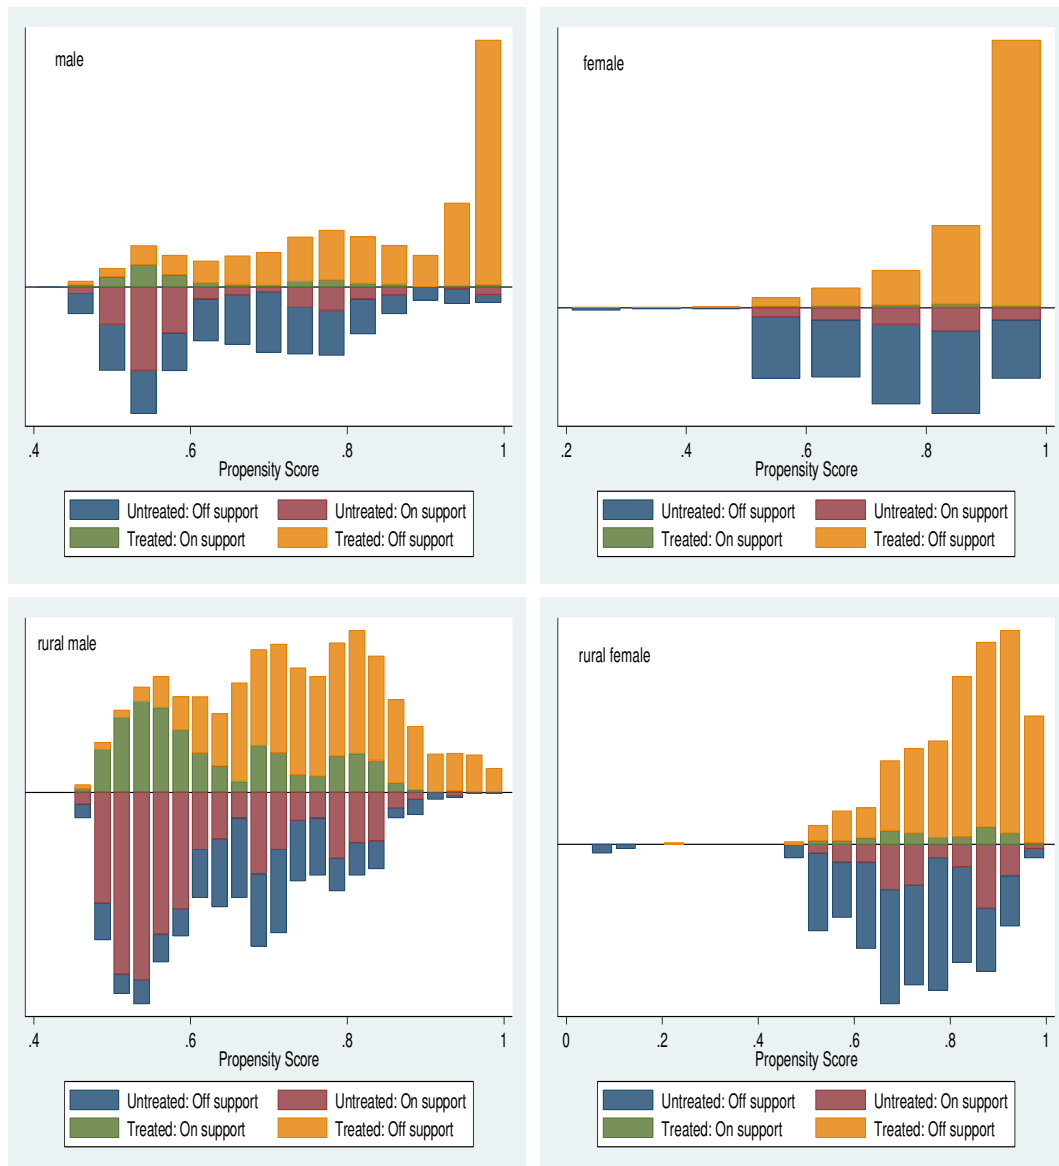 male
.4 .6 .8 1
Propensity Score
Untreated: Off support Untreated: On support
Treated: On support Treated: Off support
female
.2 .4 .6 .8 1
Propensity Score
Untreated: Off support Untreated: On support
Treated: On support Treated: Off support
rural male
.4 .6 .8 1
Propensity Score
Untreated: Off support Untreated: On support
Treated: On support Treated: Off support
rural female
0 .2 .4 .6 .8 1
Propensity Score
Untreated: Off support Untreated: On support
Treated: On support Treated: Off support